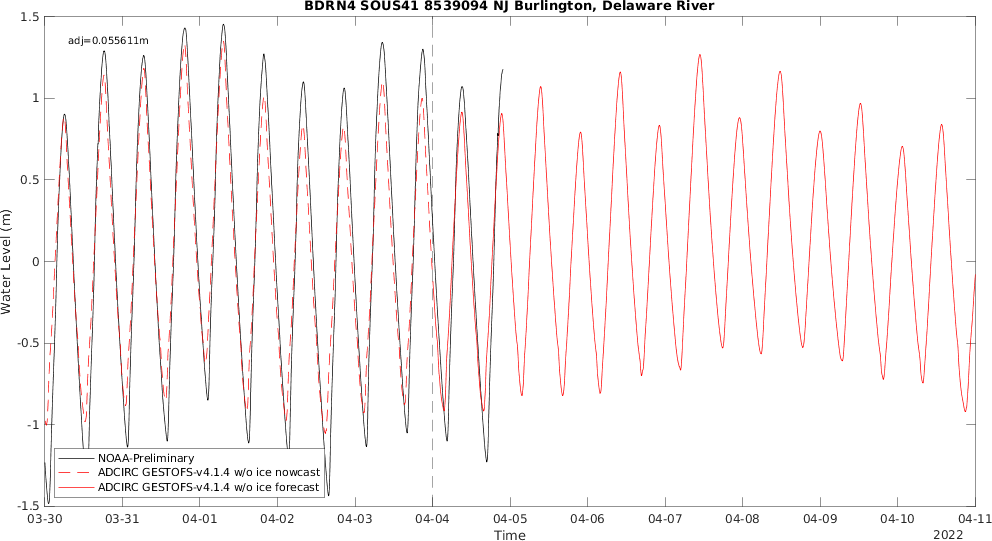 BDRN4 SOUS41 8539094 NJ Burlington, Delaware River
adj=0.055611m
1.5
1
0.5
0
-0.5
-1
-1.5
Water Level (m)
NOAA-Preliminary
ADCIRC GESTOFS-v4.1.4 w/o ice nowcast
ADCIRC GESTOFS-v4.1.4 w/o ice forecast
03-30 03-31 04-01 04-02 04-03 04-04 04-05 04-06 04-07 04-08 04-09 04-10 04-11
Time
2022